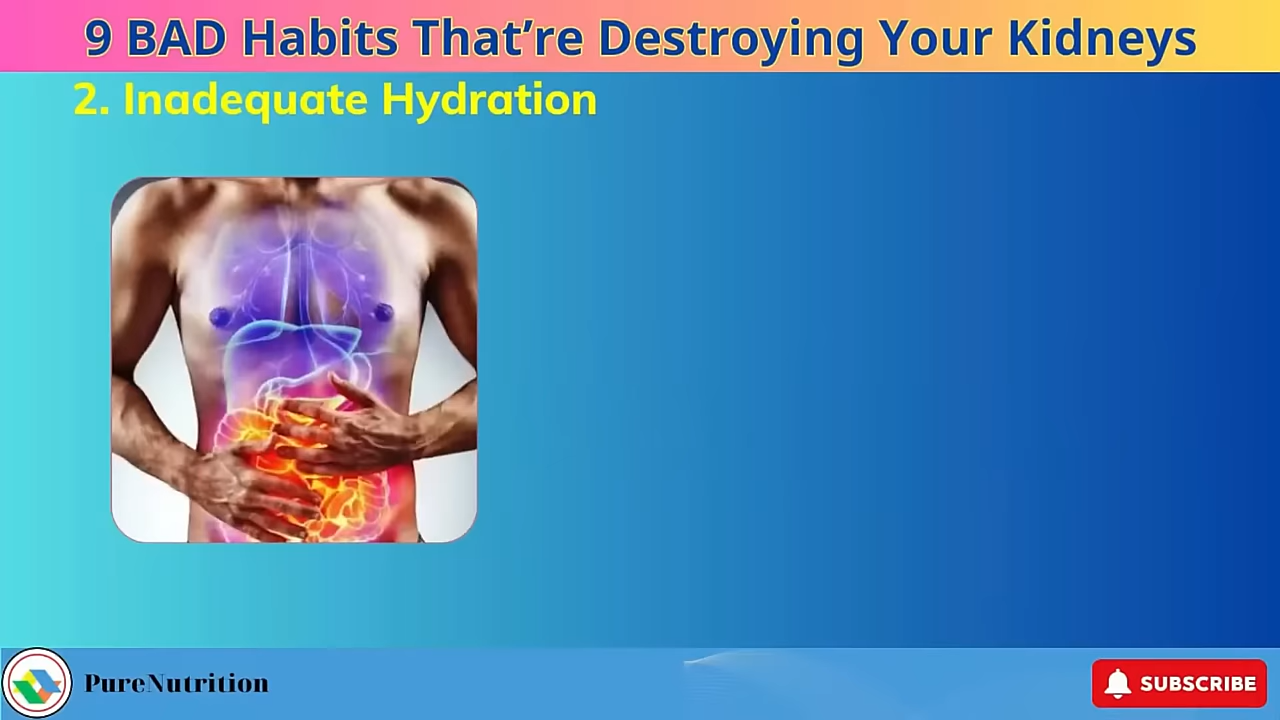 9 BAD Habits That’re Destroying Your Kidneys
2. Inadequate Hydration
PureNutrition
SUBSCRIBE